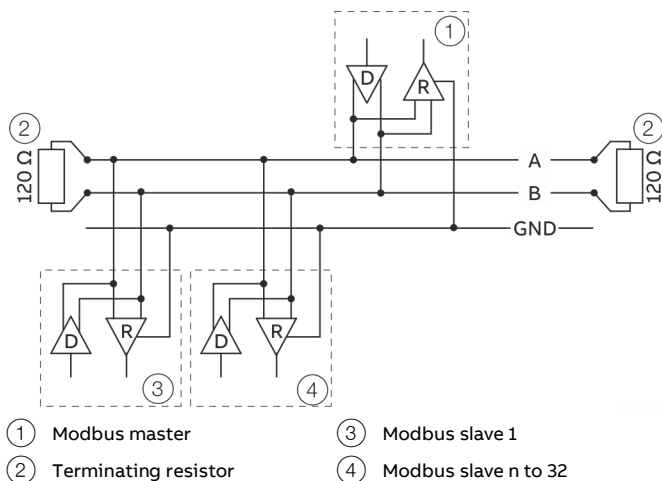 1
D
R
2
120 Ω
2
120 Ω
A
B
GND
D
R
3
D
R
4
1 Modbus master
2 Terminating resistor
3 Modbus slave 1
4 Modbus slave n to 32